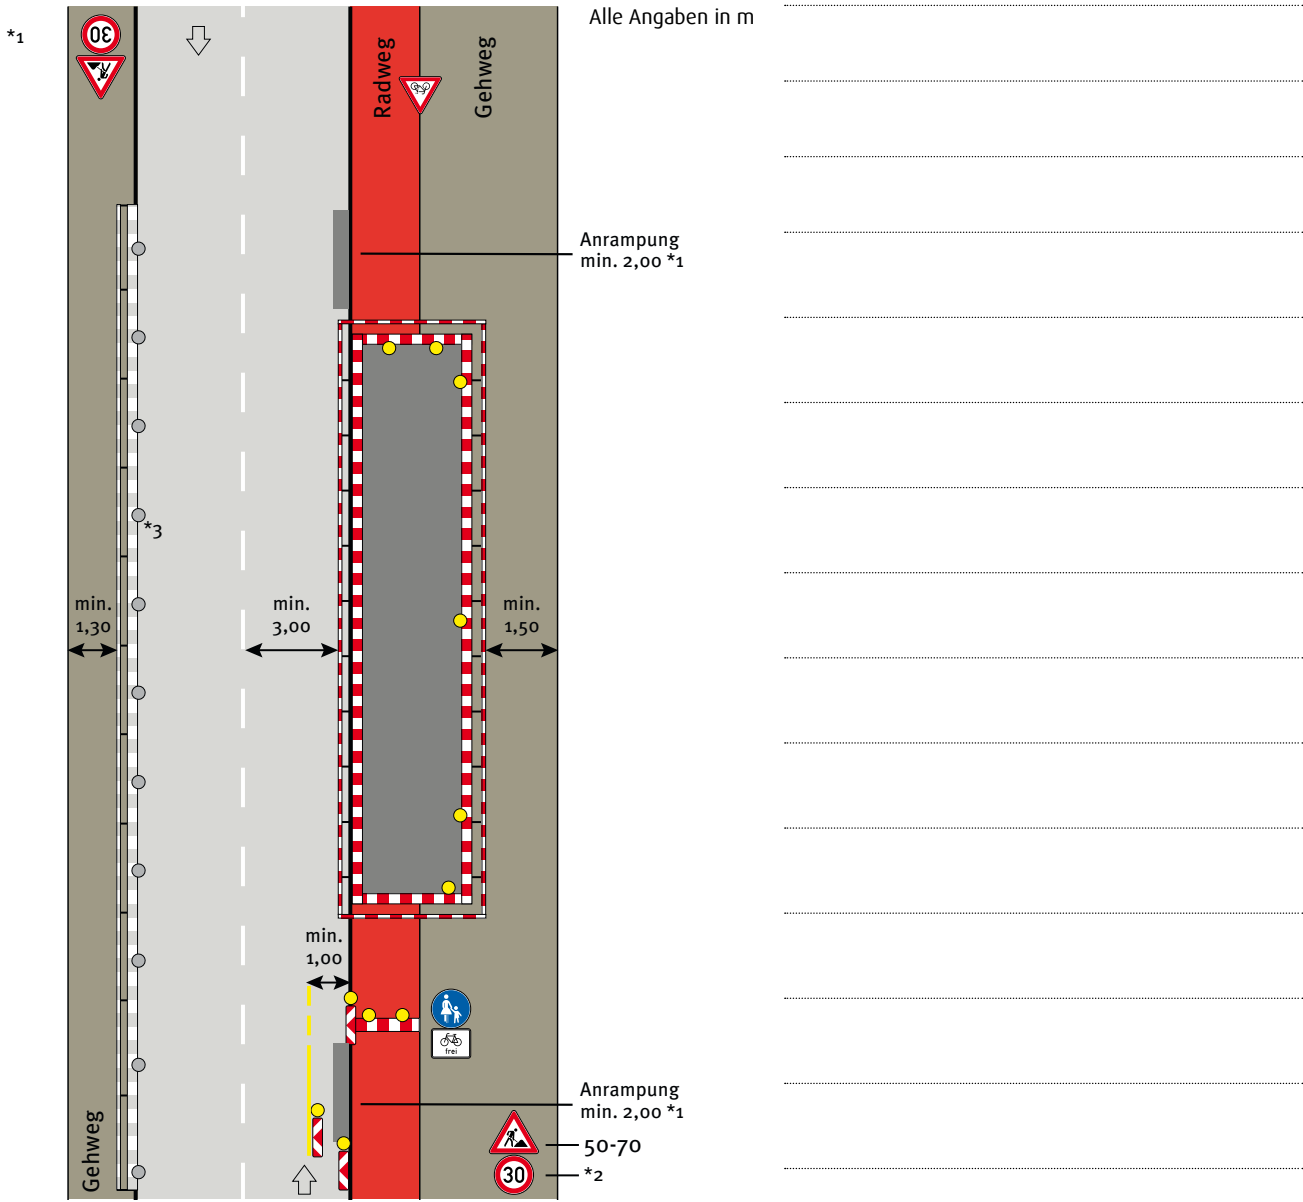 Alle Angaben in m
*1
30
Radweg
Gehweg
Anrampung
min. 2,00 *1
*3
min.
1,30
min.
3,00
min.
1,50
min.
1,00
frei
Anrampung
min. 2,00 *1
Gehweg
50-70
30
*2